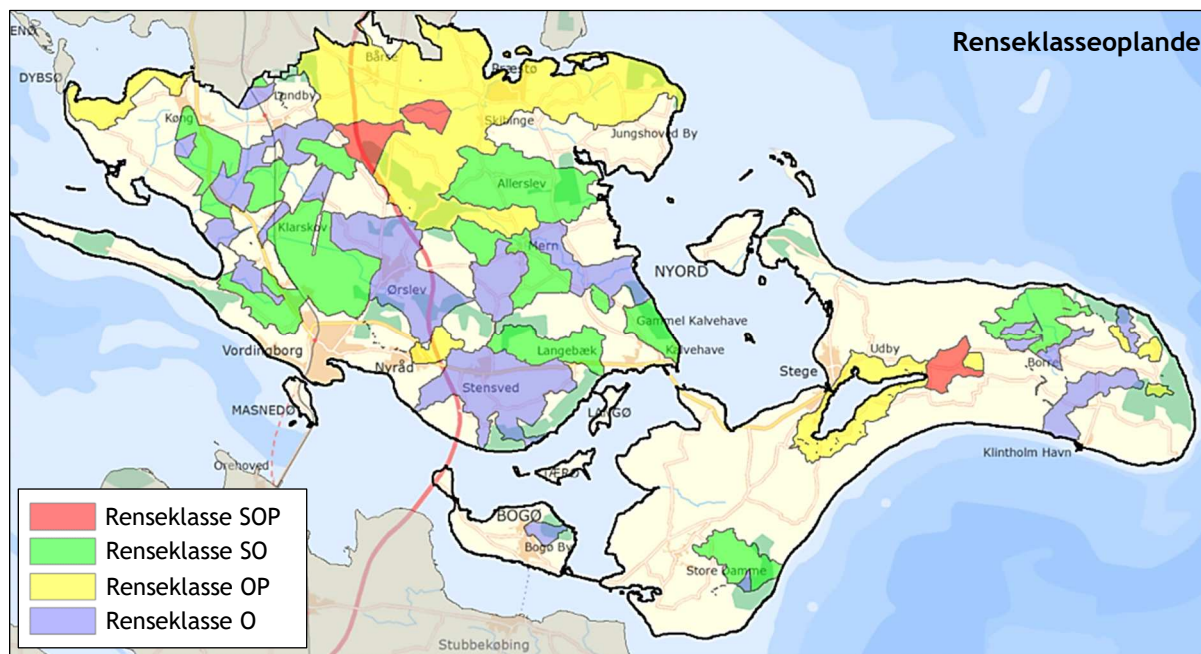 Renseklasseoplande
ENØ
DYBSØ
Bårse
Præstø
Lundby
Køng
Skibinge
Jungshoved By
Allerslev
Klarskov
Mern
NYORD
Ørslev
Gammel Kalvehave
Kalvehave
Vordingborg
Langebæk
Nyråd
Stege
Udby
Borre
Stensved
MASNEDØ
LANGØ
Klintholm Havn
Orehoved
TÆRØ
BOGØ
Bogø By
Store Damme
Stubbekøbing
Renseklasse SOP
Renseklasse SO
Renseklasse OP
Renseklasse O